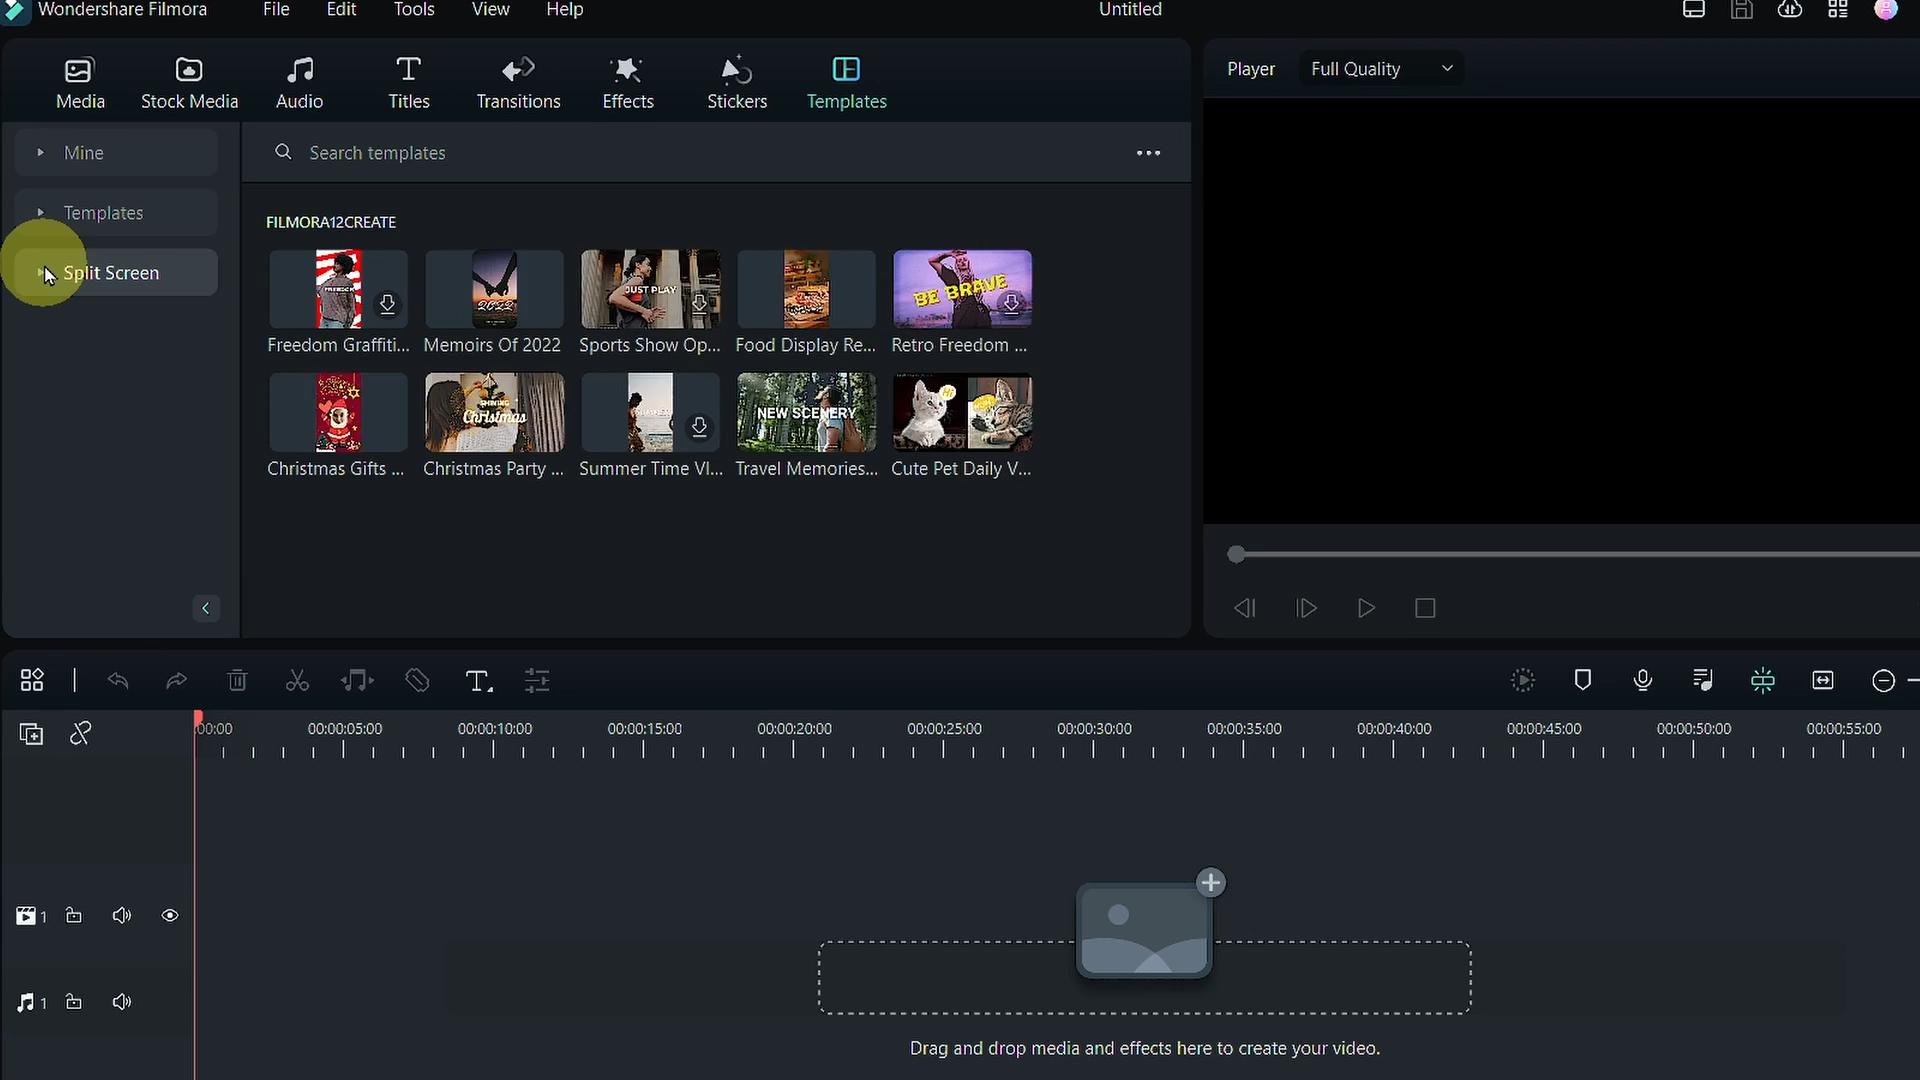 Wondershare Filmora File Edit Tools View Help Untitled
Media Stock Media Audio Titles Transitions Effects Stickers Templates
Player Full Quality
Mine
Search templates
Templates
Split Screen
FILMORA12CREATE
FREEDOM
2022
JUST PLAY
BE BRAVE
Freedom Graffiti... Memoirs Of 2022 Sports Show Op... Food Display Re... Retro Freedom ...
Christmas
NEW SCENERY
HI
Christmas Gifts ... Christmas Party ... Summer Time VI... Travel Memories... Cute Pet Daily V...
00:00 00:00:05:00 00:00:10:00 00:00:15:00 00:00:20:00 00:00:25:00 00:00:30:00 00:00:35:00 00:00:40:00 00:00:45:00 00:00:50:00 00:00:55:00
1
1
Drag and drop media and effects here to create your video.